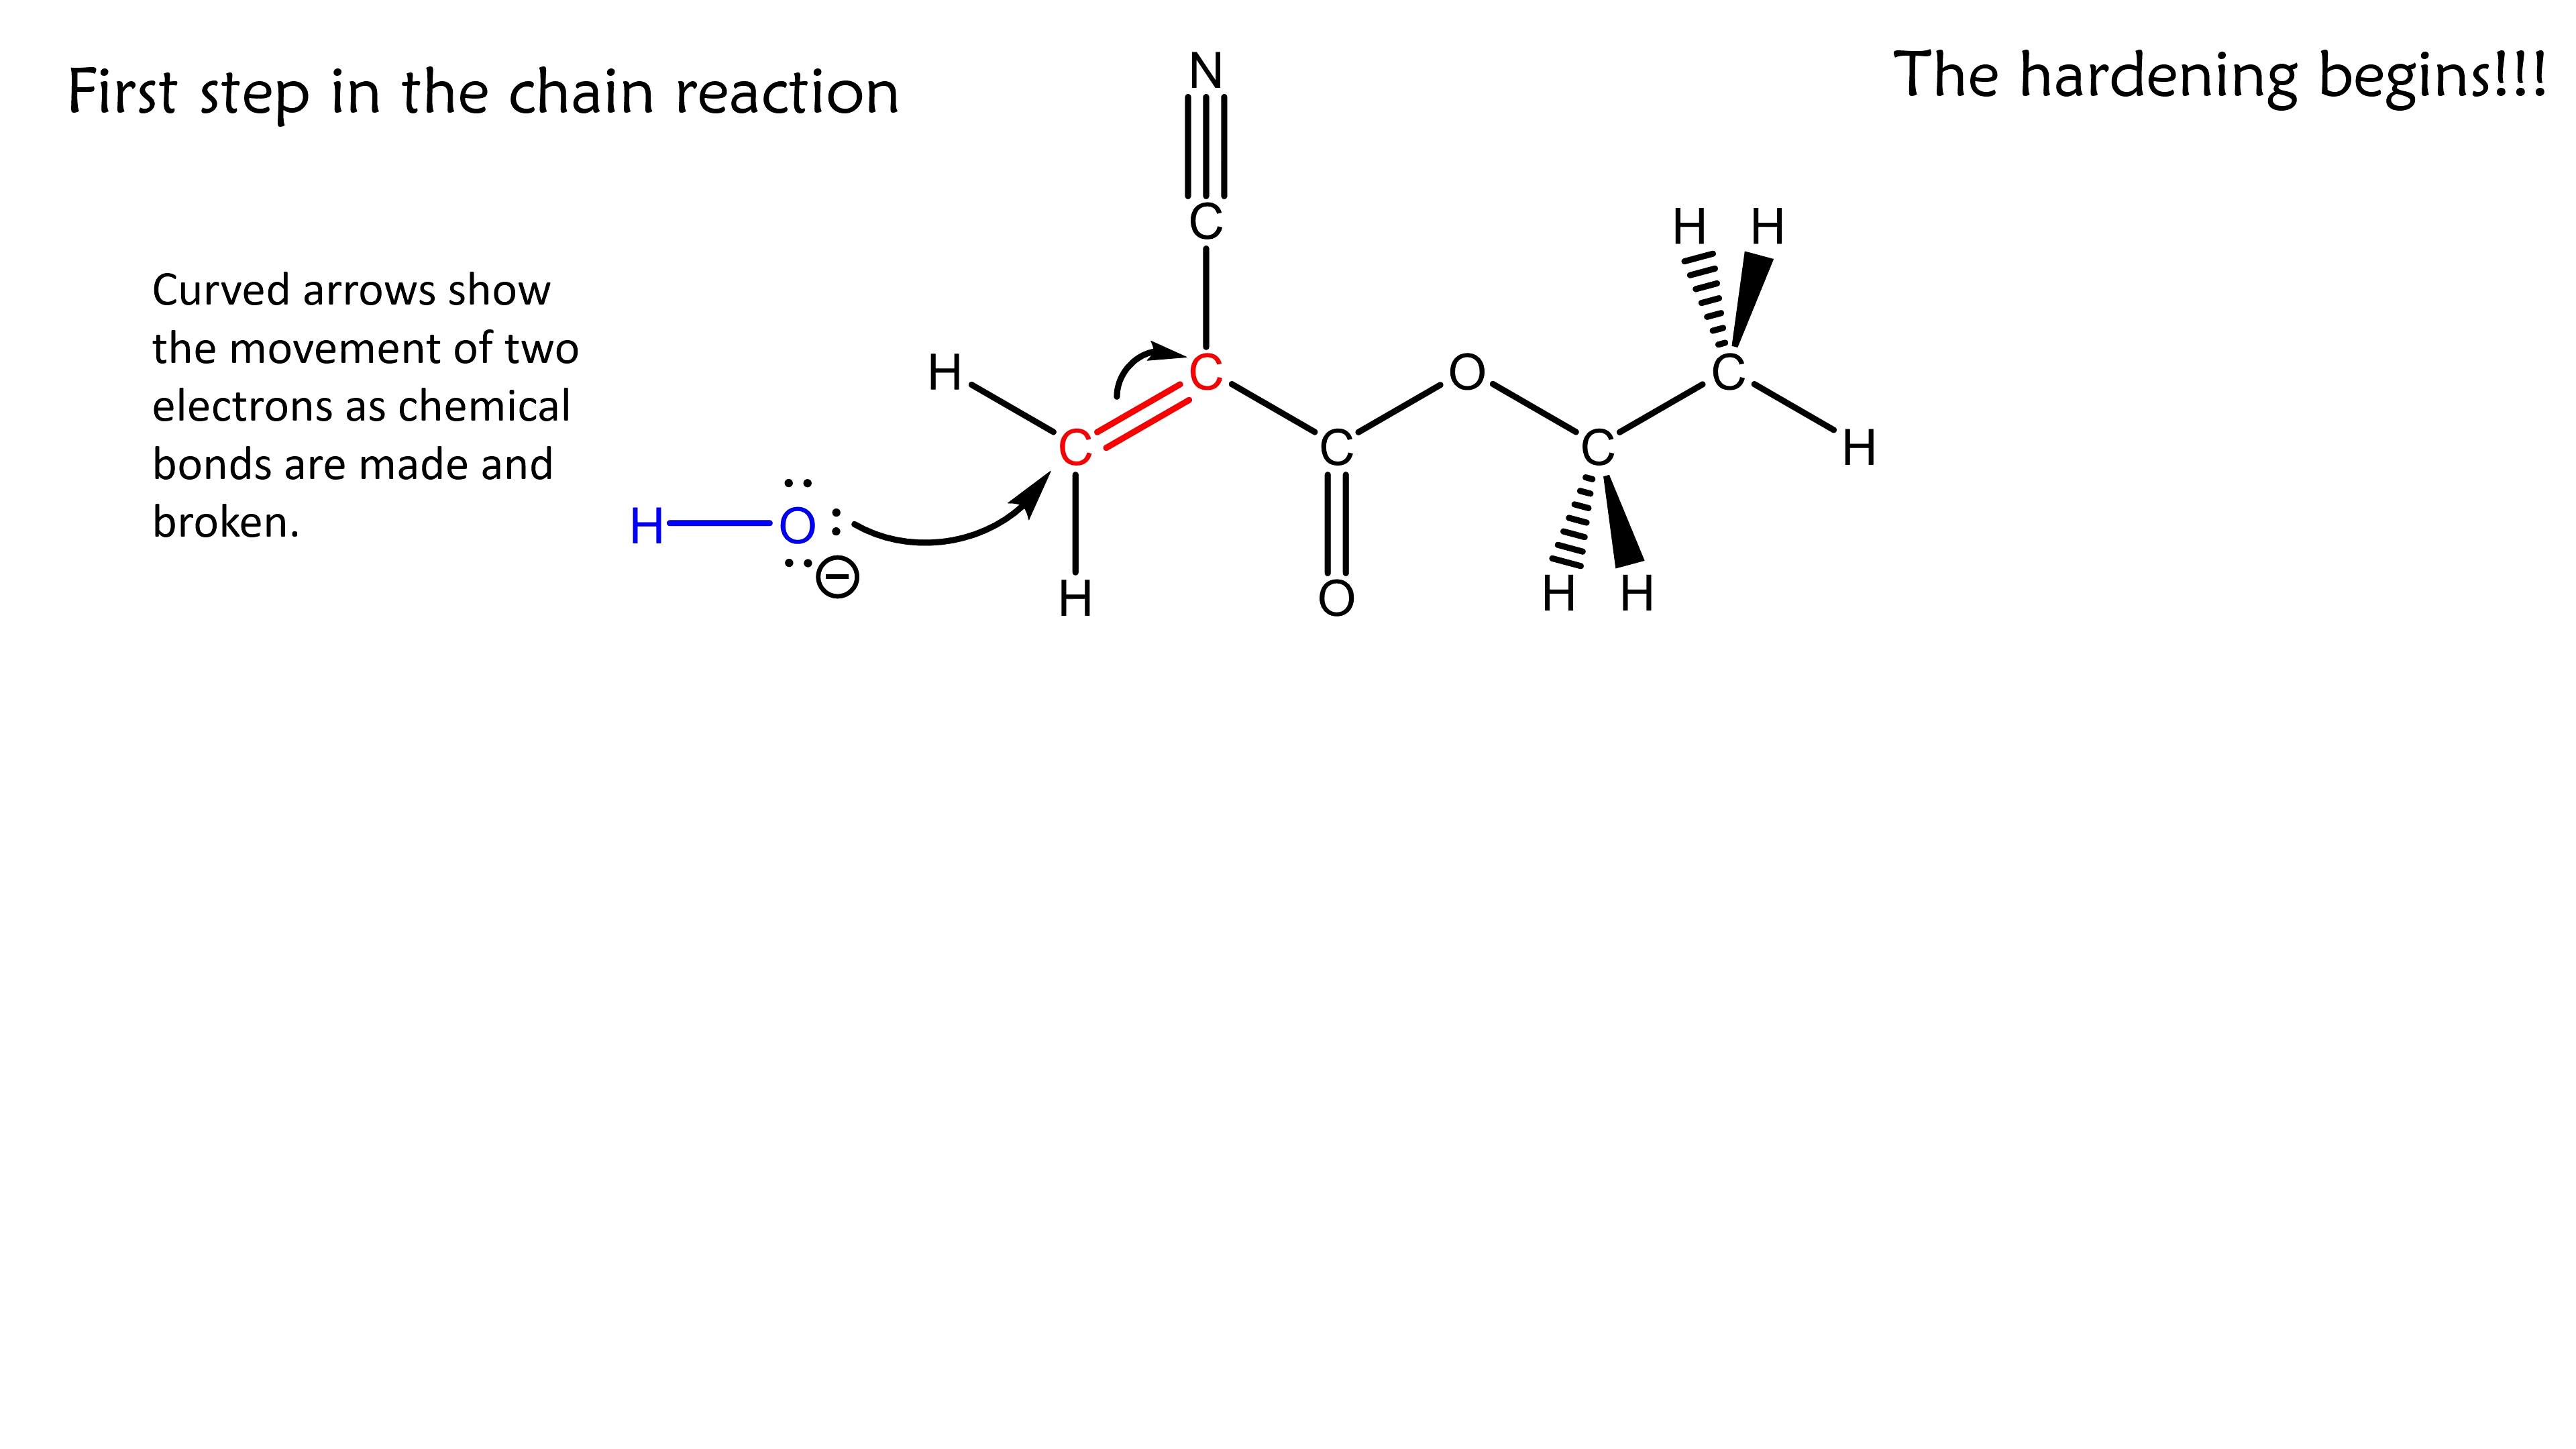 First step in the chain reaction
The hardening begins!!!
Curved arrows show
the movement of two
electrons as chemical
bonds are made and
broken.
N
C
H H
H C O C
C C C H
H O
H O H H